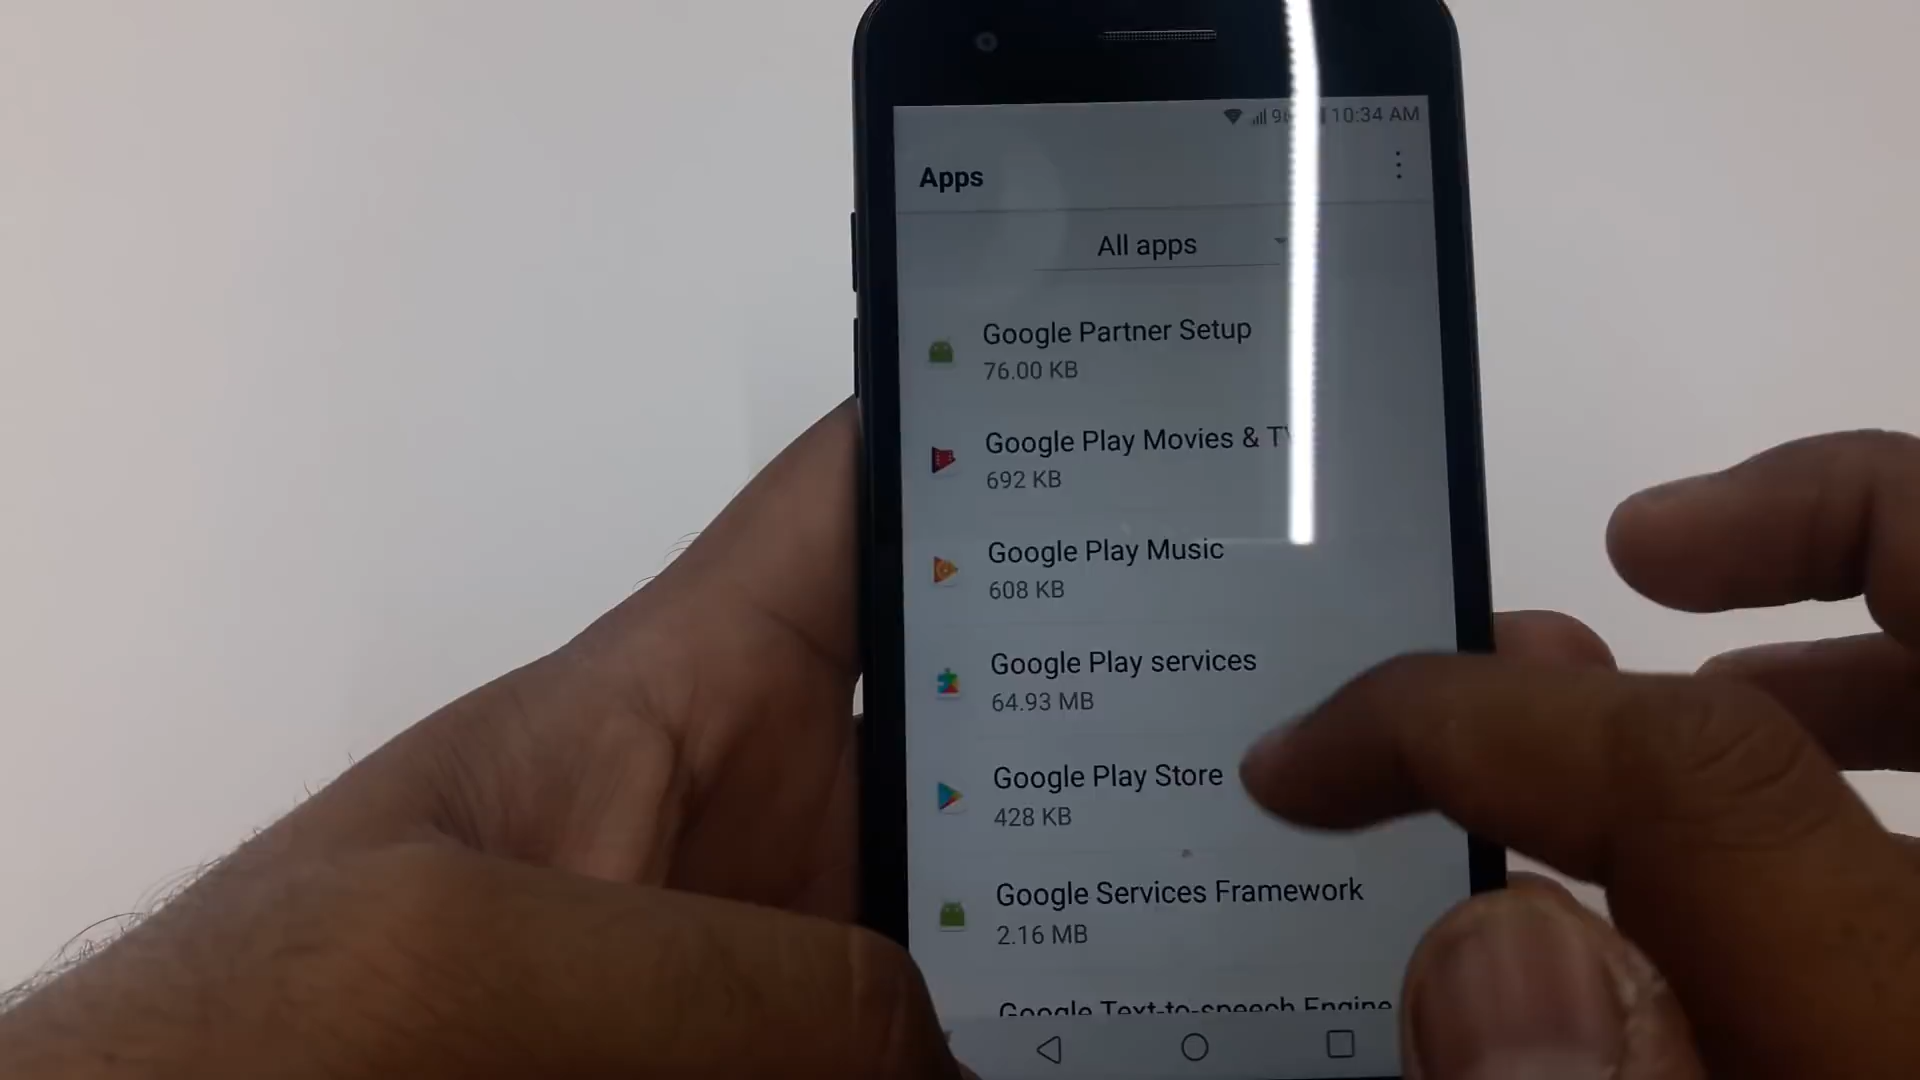 10:34 AM
Apps
All apps
Google Partner Setup
76.00 KB
Google Play Movies & TV
692 KB
Google Play Music
608 KB
Google Play services
64.93 MB
Google Play Store
428 KB
Google Services Framework
2.16 MB
Google Text-to-speech Engine